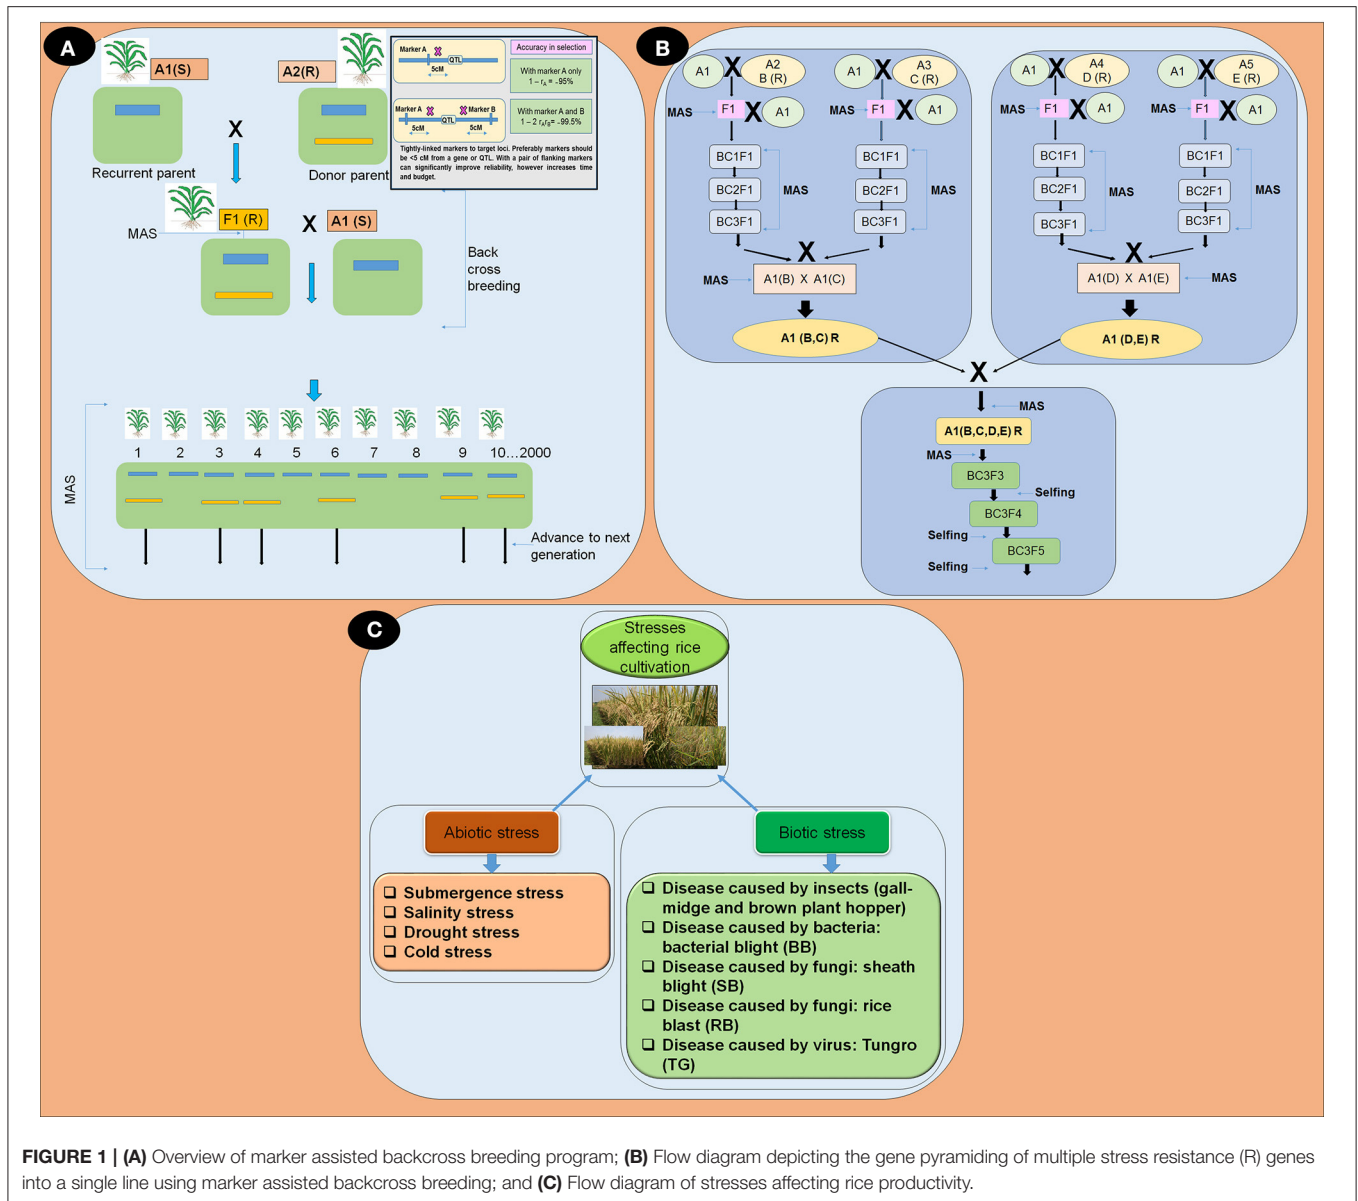 A
A1(S)
A2(R)
Recurrent parent
X
Donor parent
Marker A
QTL
5cM
Accuracy in selection
With marker A only
1 – rA = ~95%
Marker A
Marker B
QTL
5cM
5cM
With marker A and B
1 – 2 rArB= ~99.5%
Tightly-linked markers to target loci. Preferably markers should
be <5 cM from a gene or QTL. With a pair of flanking markers
can significantly improve reliability, however increases time
and budget.
MAS
F1 (R)
X
A1 (S)
Back
cross
breeding
MAS
1 2 3 4 5 6 7 8 9 10...2000
Advance to next
generation
B
A1 X A2
B (R)
A1 X A3
C (R)
A1 X A4
D (R)
A1 X A5
E (R)
MAS F1 X A1
MAS F1 X A1
MAS F1 X A1
MAS F1 X A1
BC1F1
BC2F1
BC3F1
MAS
BC1F1
BC2F1
BC3F1
MAS
BC1F1
BC2F1
BC3F1
MAS
BC1F1
BC2F1
BC3F1
MAS
X
MAS
A1(B) X A1(C)
X
A1(D) X A1(E)
MAS
A1 (B,C) R
A1 (D,E) R
X
MAS
A1(B,C,D,E) R
MAS
BC3F3
Selfing
BC3F4
Selfing
BC3F5
Selfing
C
Stresses
affecting rice
cultivation
Abiotic stress
❑ Submergence stress
❑ Salinity stress
❑ Drought stress
❑ Cold stress
Biotic stress
❑ Disease caused by insects (gall-
midge and brown plant hopper)
❑ Disease caused by bacteria:
bacterial blight (BB)
❑ Disease caused by fungi: sheath
blight (SB)
❑ Disease caused by fungi: rice
blast (RB)
❑ Disease caused by virus: Tungro
(TG)
FIGURE 1 | (A) Overview of marker assisted backcross breeding program; (B) Flow diagram depicting the gene pyramiding of multiple stress resistance (R) genes
into a single line using marker assisted backcross breeding; and (C) Flow diagram of stresses affecting rice productivity.